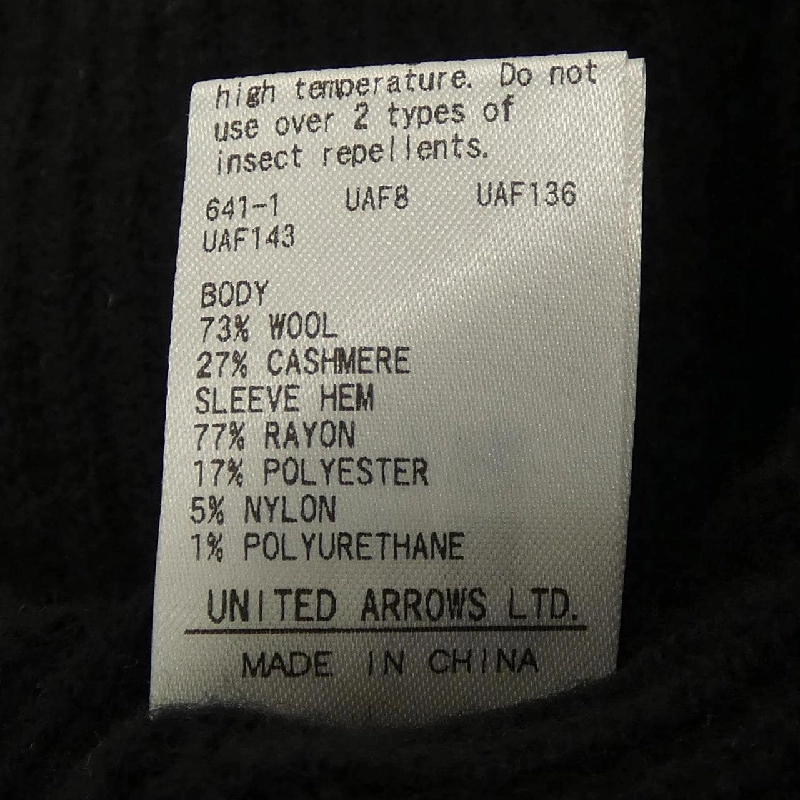 high temperature. Do not
use over 2 types of
insect repellents.
641-1 UAF8 UAF136
UAF143
BODY
73% WOOL
27% CASHMERE
SLEEVE HEM
77% RAYON
17% POLYESTER
5% NYLON
1% POLYURETHANE
UNITED ARROWS LTD.
MADE IN CHINA